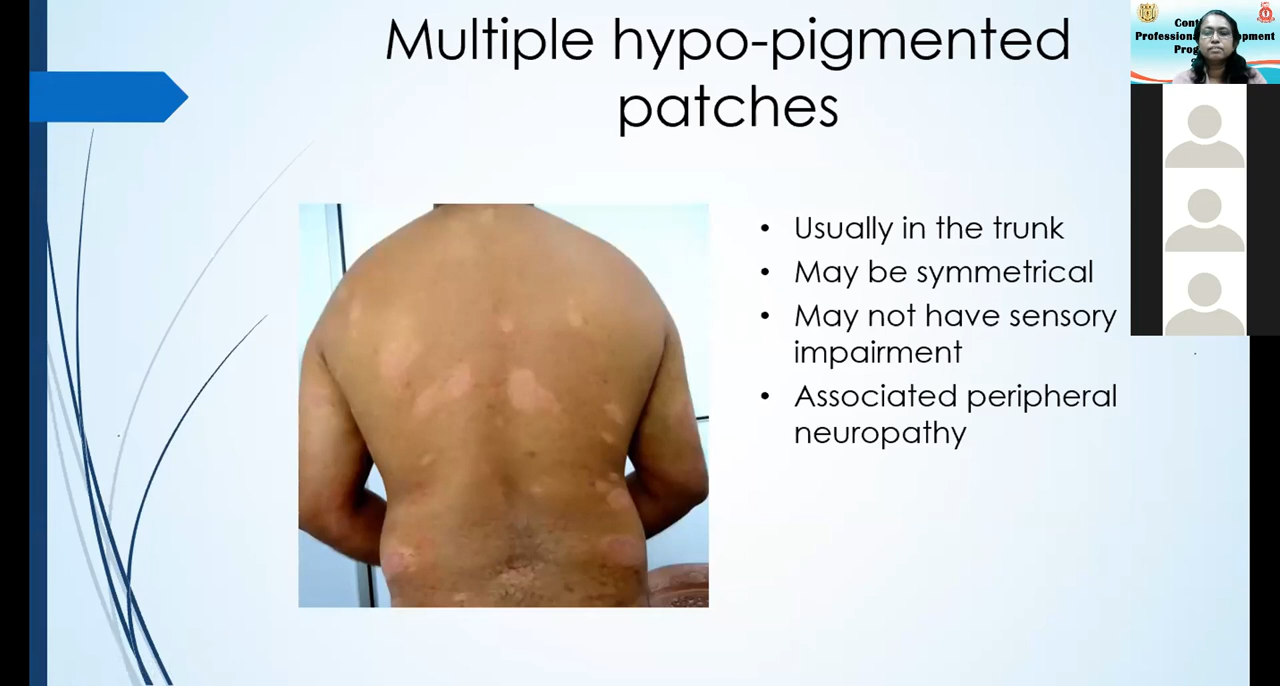 Multiple hypo-pigmented
patches
• Usually in the trunk
• May be symmetrical
• May not have sensory
impairment
• Associated peripheral
neuropathy